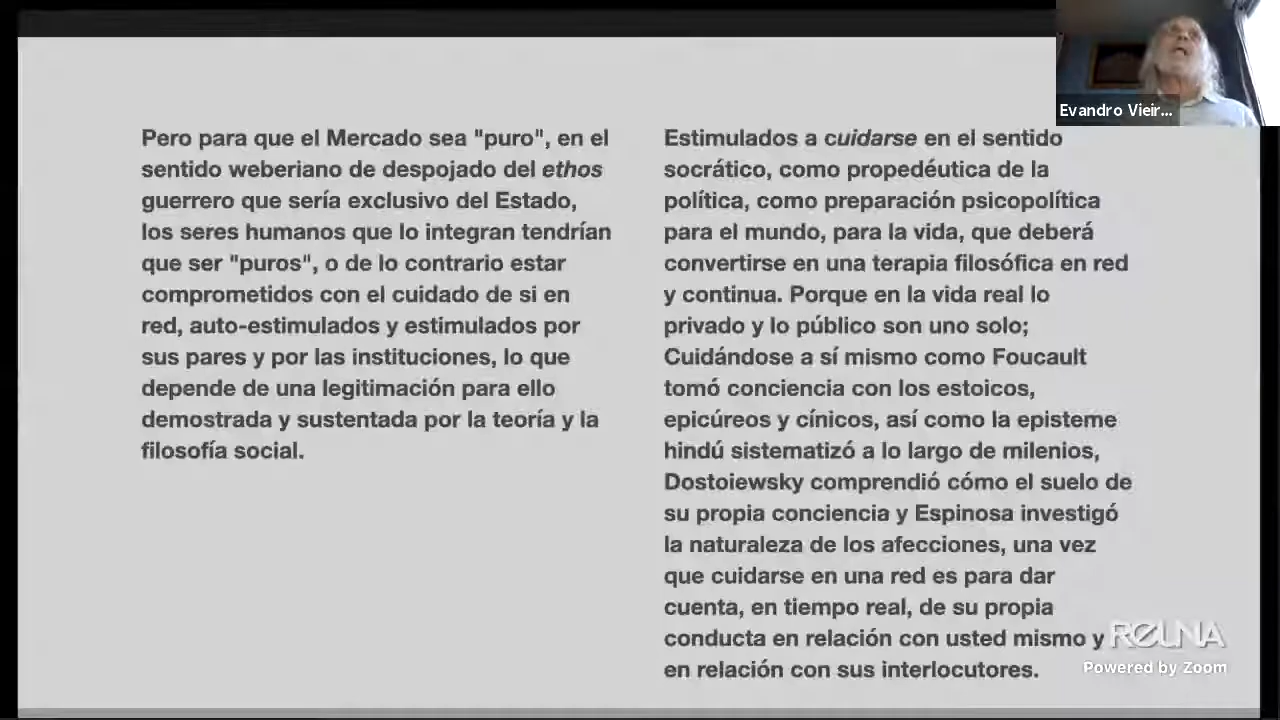 Pero para que el Mercado sea "puro", en el
sentido weberiano de despojado del ethos
guerrero que sería exclusivo del Estado,
los seres humanos que lo integran tendrían
que ser "puros", o de lo contrario estar
comprometidos con el cuidado de si en
red, auto-estimulados y estimulados por
sus pares y por las instituciones, lo que
depende de una legitimación para ello
demostrada y sustentada por la teoría y la
filosofía social.
Estimulados a cuidarse en el sentido
socrático, como propedéutica de la
política, como preparación psicopolítica
para el mundo, para la vida, que deberá
convertirse en una terapia filosófica en red
y continua. Porque en la vida real lo
privado y lo público son uno solo;
Cuidándose a sí mismo como Foucault
tomó conciencia con los estoicos,
epicúreos y cínicos, así como la episteme
hindú sistematizó a lo largo de milenios,
Dostoiewsky comprendió cómo el suelo de
su propia conciencia y Espinosa investigó
la naturaleza de los afecciones, una vez
que cuidarse en una red es para dar
cuenta, en tiempo real, de su propia
conducta en relación con usted mismo y
en relación con sus interlocutores.
Evandro Vieir...
REUNA
Powered by Zoom